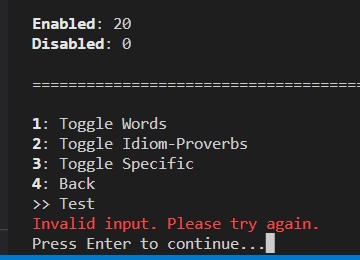 Enabled: 20
Disabled: 0
=====================================
1: Toggle Words
2: Toggle Idiom-Proverbs
3: Toggle Specific
4: Back
>> Test
Invalid input. Please try again.
Press Enter to continue...